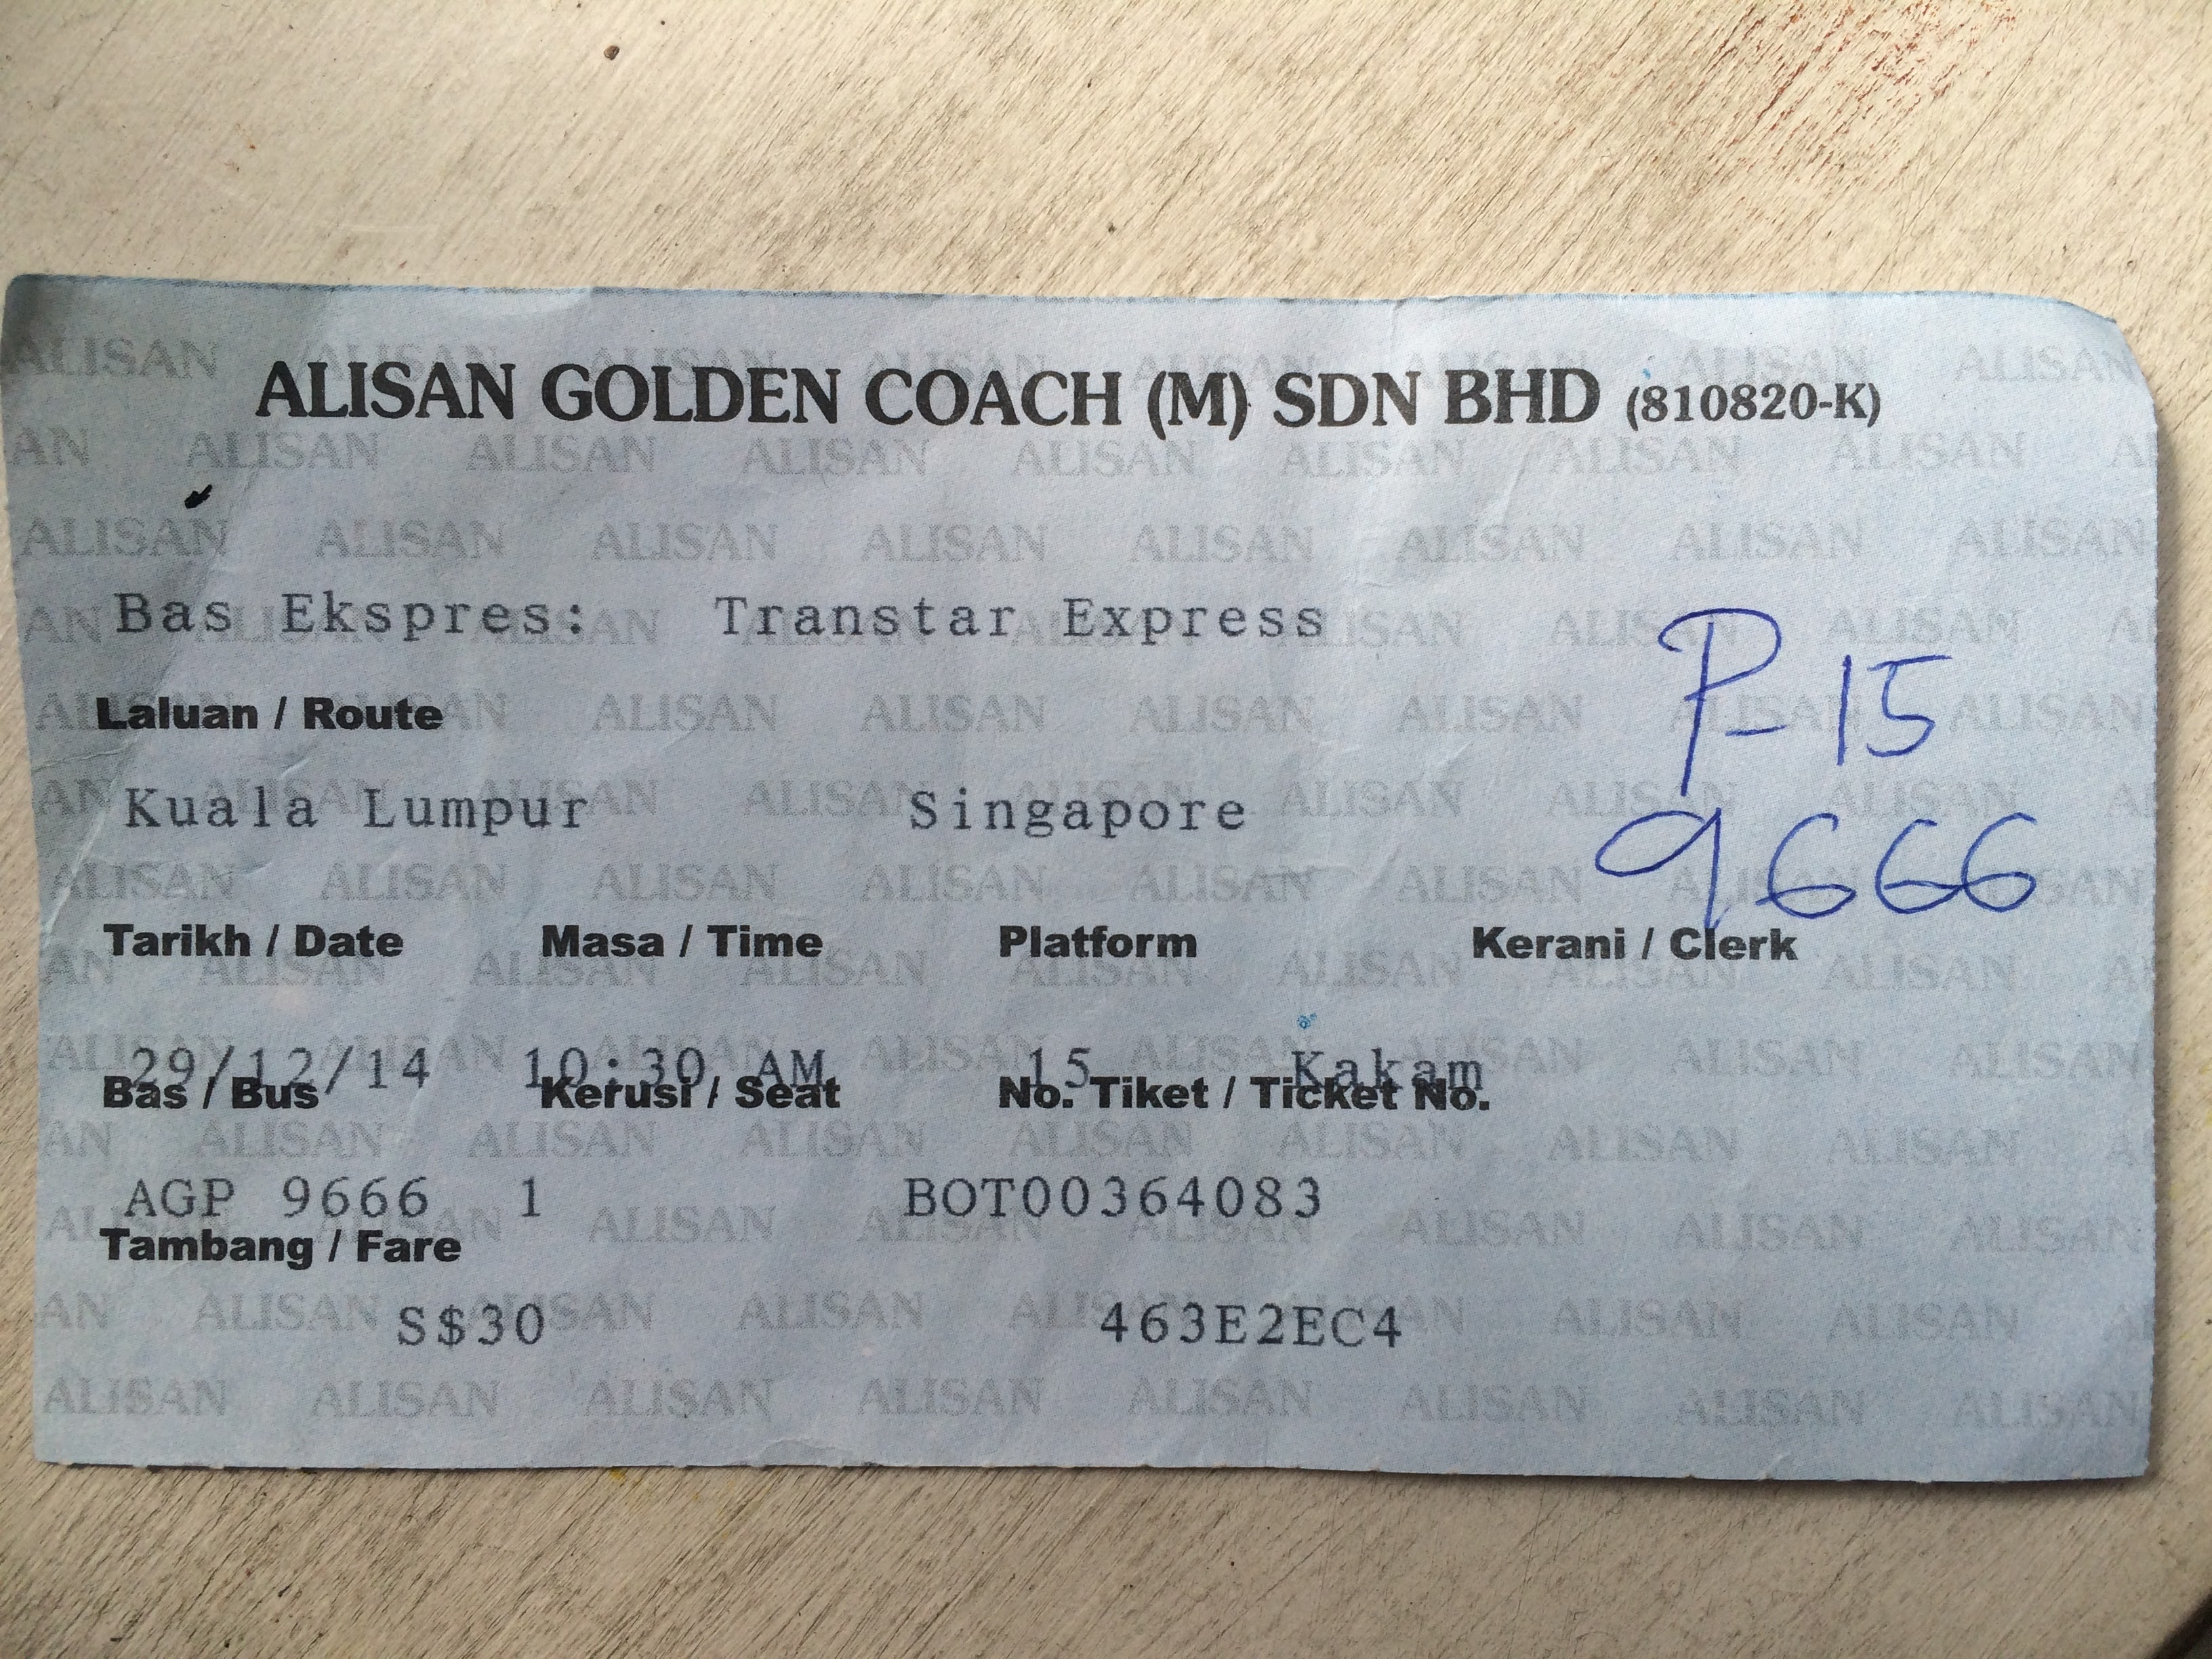 ALISAN GOLDEN COACH (M) SDN BHD (810820-K)
Bas Ekspres: Transtar Express
P-15
Laluan / Route
Kuala Lumpur Singapore
9666
Tarikh / Date Masa / Time Platform Kerani / Clerk
29/12/14 10:30 AM 15 Kakam
Bas / Bus Kerusi / Seat No. Tiket / Ticket No.
AGP 9666 1 BOT00364083
Tambang / Fare
S$30 463E2EC4